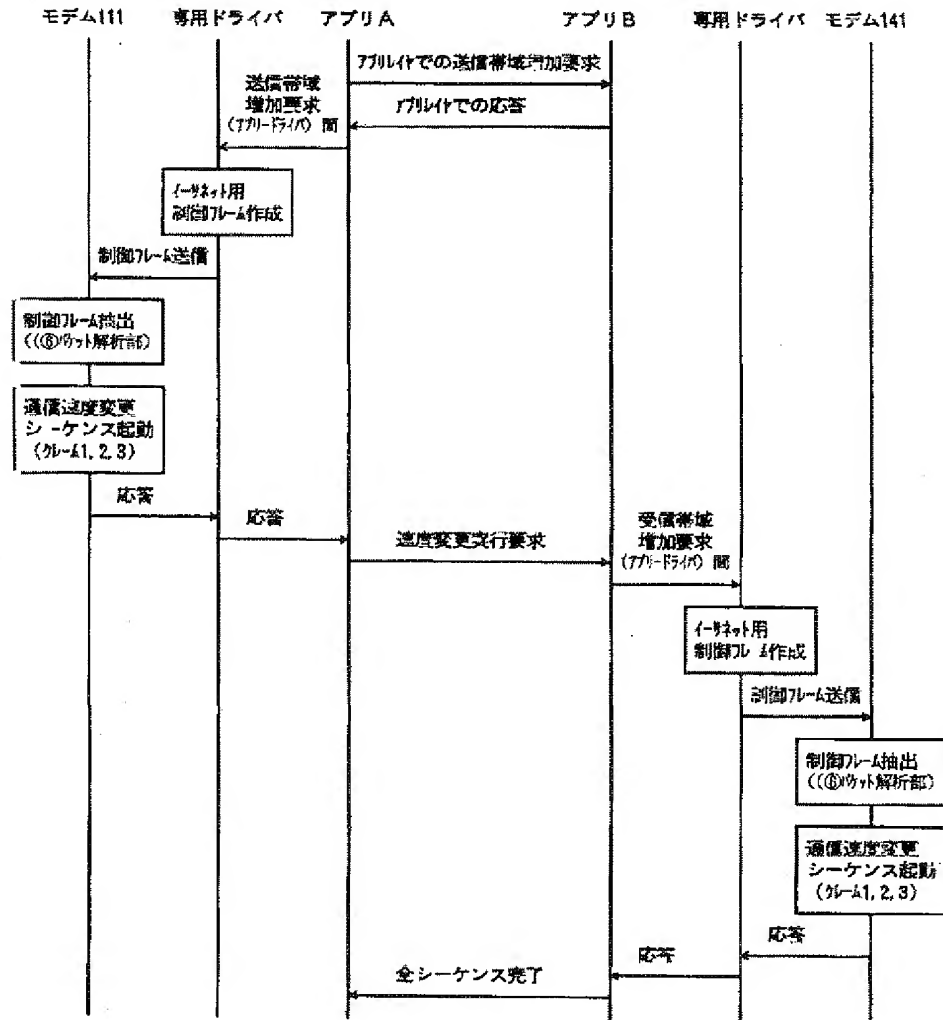 モデム111
専用ドライバ
アプリA
アプリB
専用ドライバ
モデム141
アプリレイヤでの送信帯域増加要求
送信帯域
増加要求
(アプリードライバ) 間
アプリレイヤでの応答
イーサネット用
制御フレーム作成
制御フレーム送信
制御フレーム抽出
((⑥パケット解析部)
通信速度変更
シーケンス起動
(クレーム1, 2, 3)
応答
応答
速度変更実行要求
受信帯域
増加要求
(アプリードライバ) 間
イーサネット用
制御フレーム作成
制御フレーム送信
制御フレーム抽出
((⑥パケット解析部)
通信速度変更
シーケンス起動
(クレーム1, 2, 3)
応答
応答
全シーケンス完了